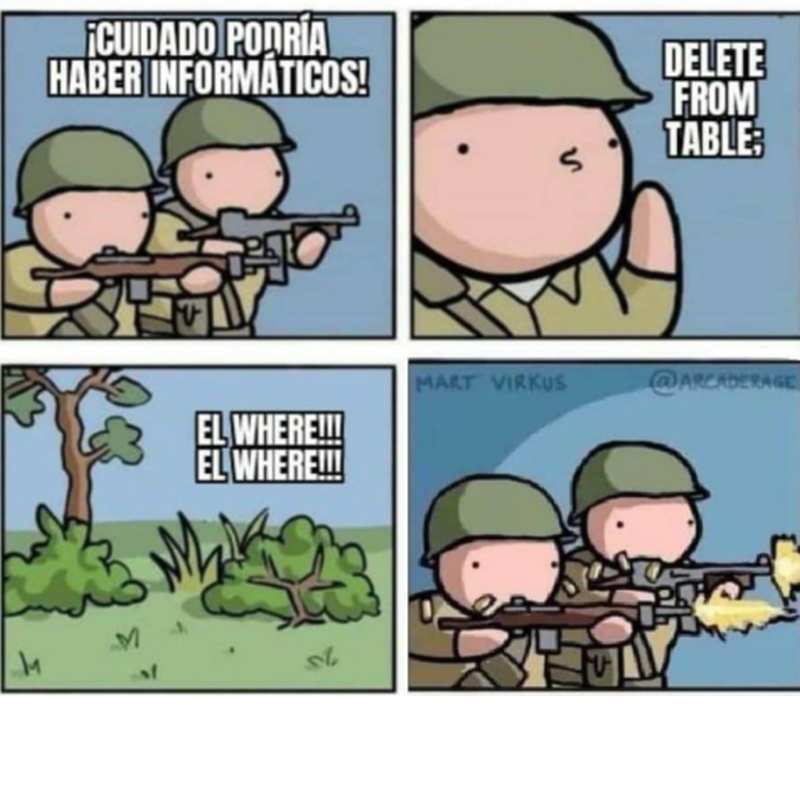 ¡CUIDADO PODRÍA
HABER INFORMÁTICOS!
DELETE
FROM
TABLE;
EL WHERE!!!
EL WHERE!!!
MART VIRKUS @ARCADERAGE